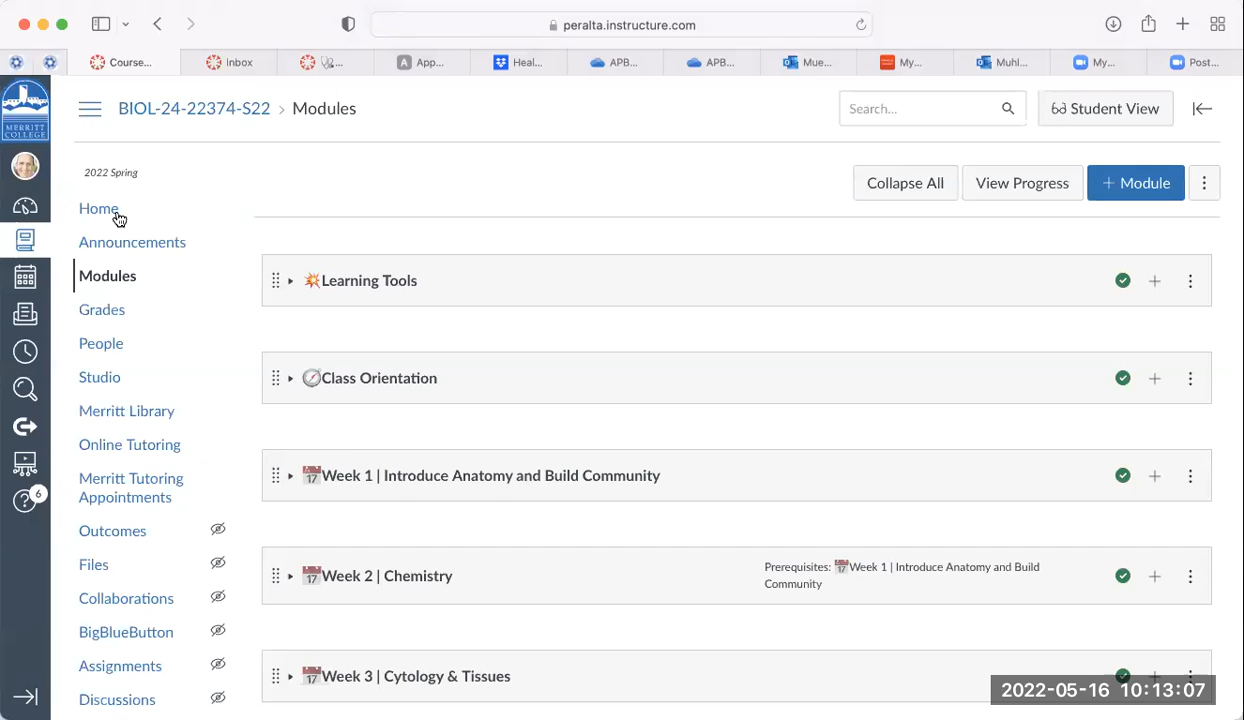 peralta.instructure.com
Course...
Inbox
...
App...
Heal...
APB...
APB...
Mue...
My...
Muhl...
My...
Post...
MERRITT
COLLEGE
BIOL-24-22374-S22 › Modules
Search...
Student View
2022 Spring
Collapse All
View Progress
+ Module
Home
Announcements
Modules
Grades
People
Studio
Merritt Library
Online Tutoring
Merritt Tutoring
Appointments
Outcomes
Files
Collaborations
BigBlueButton
Assignments
Discussions
6
💥Learning Tools
🧭Class Orientation
📅Week 1 | Introduce Anatomy and Build Community
📅Week 2 | Chemistry
Prerequisites: 📅Week 1 | Introduce Anatomy and Build
Community
📅Week 3 | Cytology & Tissues
2022-05-16 10:13:07